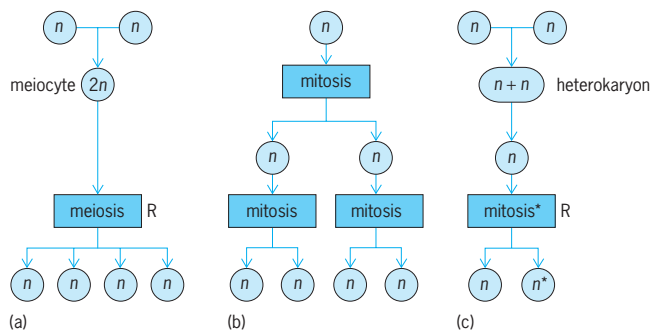 n n
meiocyte 2n
meiosis R
n n n n
(a)
n
mitosis
n n
mitosis mitosis
n n n n
(b)
n n
n + n heterokaryon
n
mitosis* R
n n*
(c)